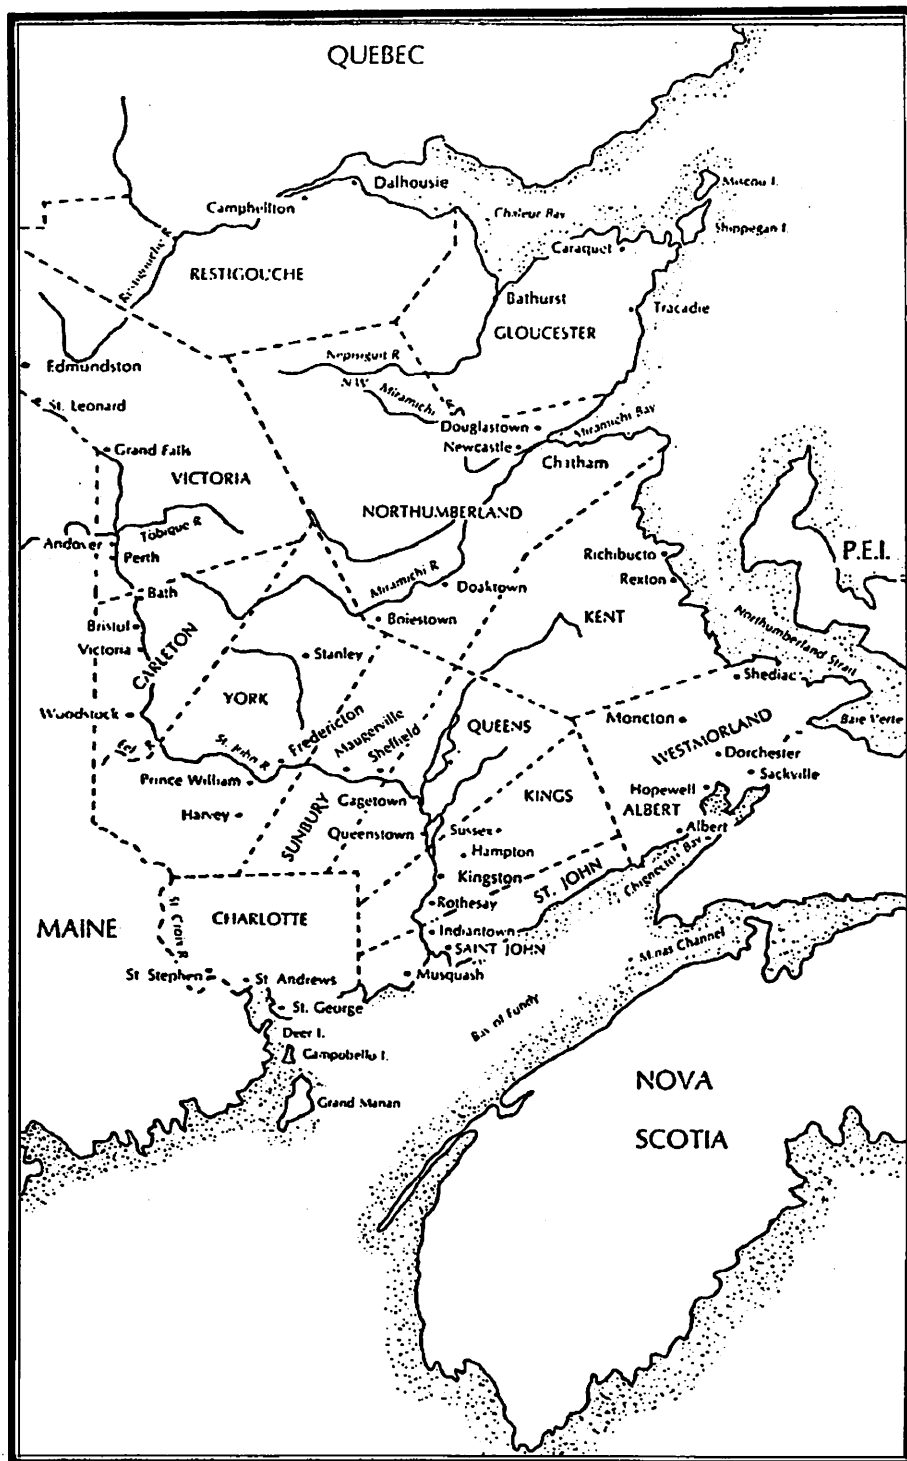 QUEBEC
Dalhousie
Campbellton
Chaleur Bay
Miscou I.
Shippegan I.
Caraquet
Restigouche R
RESTIGOUCHE
Bathurst
GLOUCESTER
Tracadie
Nepisiguit R
N.W. Miramichi R
Edmundston
St. Leonard
Douglastown
Miramichi Bay
Newcastle
Chatham
Grand Falls
VICTORIA
NORTHUMBERLAND
Tobique R
Andover
Perth
Richibucto
P.E.I.
Rexton
Miramichi R
Doaktown
Bath
Boiestown
KENT
Bristol
CARLETON
Victoria
Stanley
Northumberland Strait
Shediac
YORK
Woodstock
Fredericton
Maugerville
Sheffield
QUEENS
Moncton
WESTMORLAND
Baie Verte
Eel R
St. John R
Dorchester
Sackville
Prince William
Gagetown
KINGS
Hopewell
ALBERT
Harvey
SUNBURY
Queenstown
Sussex
Albert
Hampton
Chignectou Bay
Kingston
ST. JOHN
MAINE
St Croix R
CHARLOTTE
Rothesay
Indiantown
SAINT JOHN
Minas Channel
St Stephen
St Andrews
Musquash
St. George
Bay of Fundy
Deer I.
Campobello I.
Grand Manan
NOVA
SCOTIA